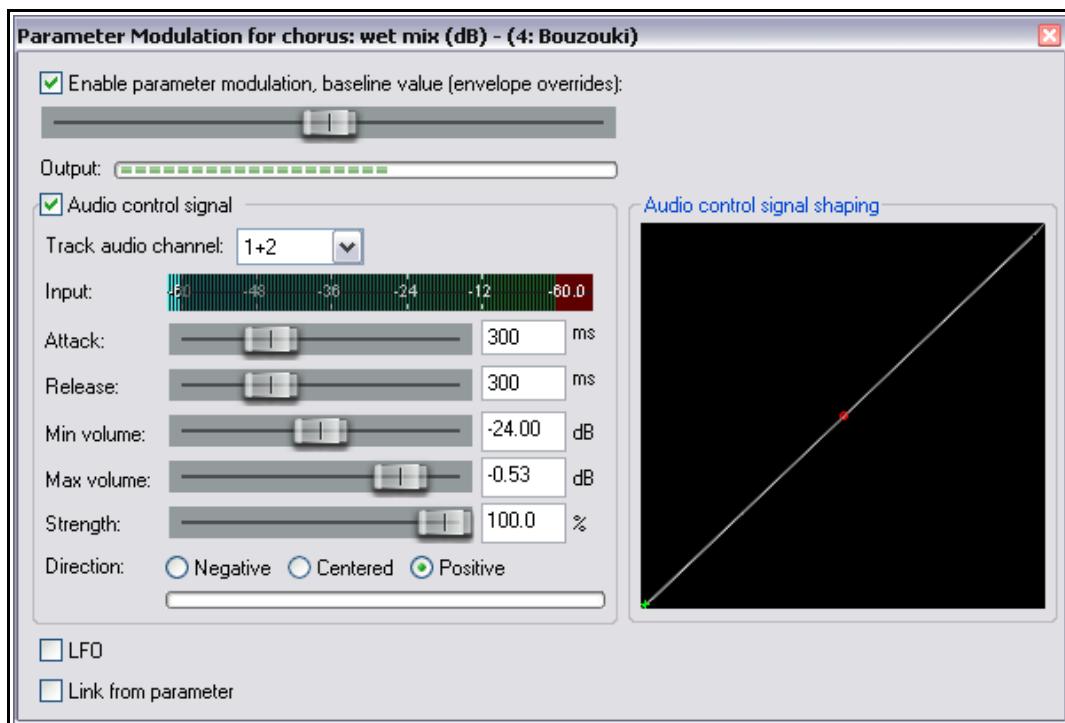 Parameter Modulation for chorus: wet mix (dB) - (4: Bouzouki)
Enable parameter modulation, baseline value (envelope overrides):
Output:
Audio control signal
Audio control signal shaping
Track audio channel: 1+2
Input: -60 -48 -36 -24 -12 -60.0
Attack: 300 ms
Release: 300 ms
Min volume: -24.00 dB
Max volume: -0.53 dB
Strength: 100.0 %
Direction: Negative Centered Positive
LFO
Link from parameter